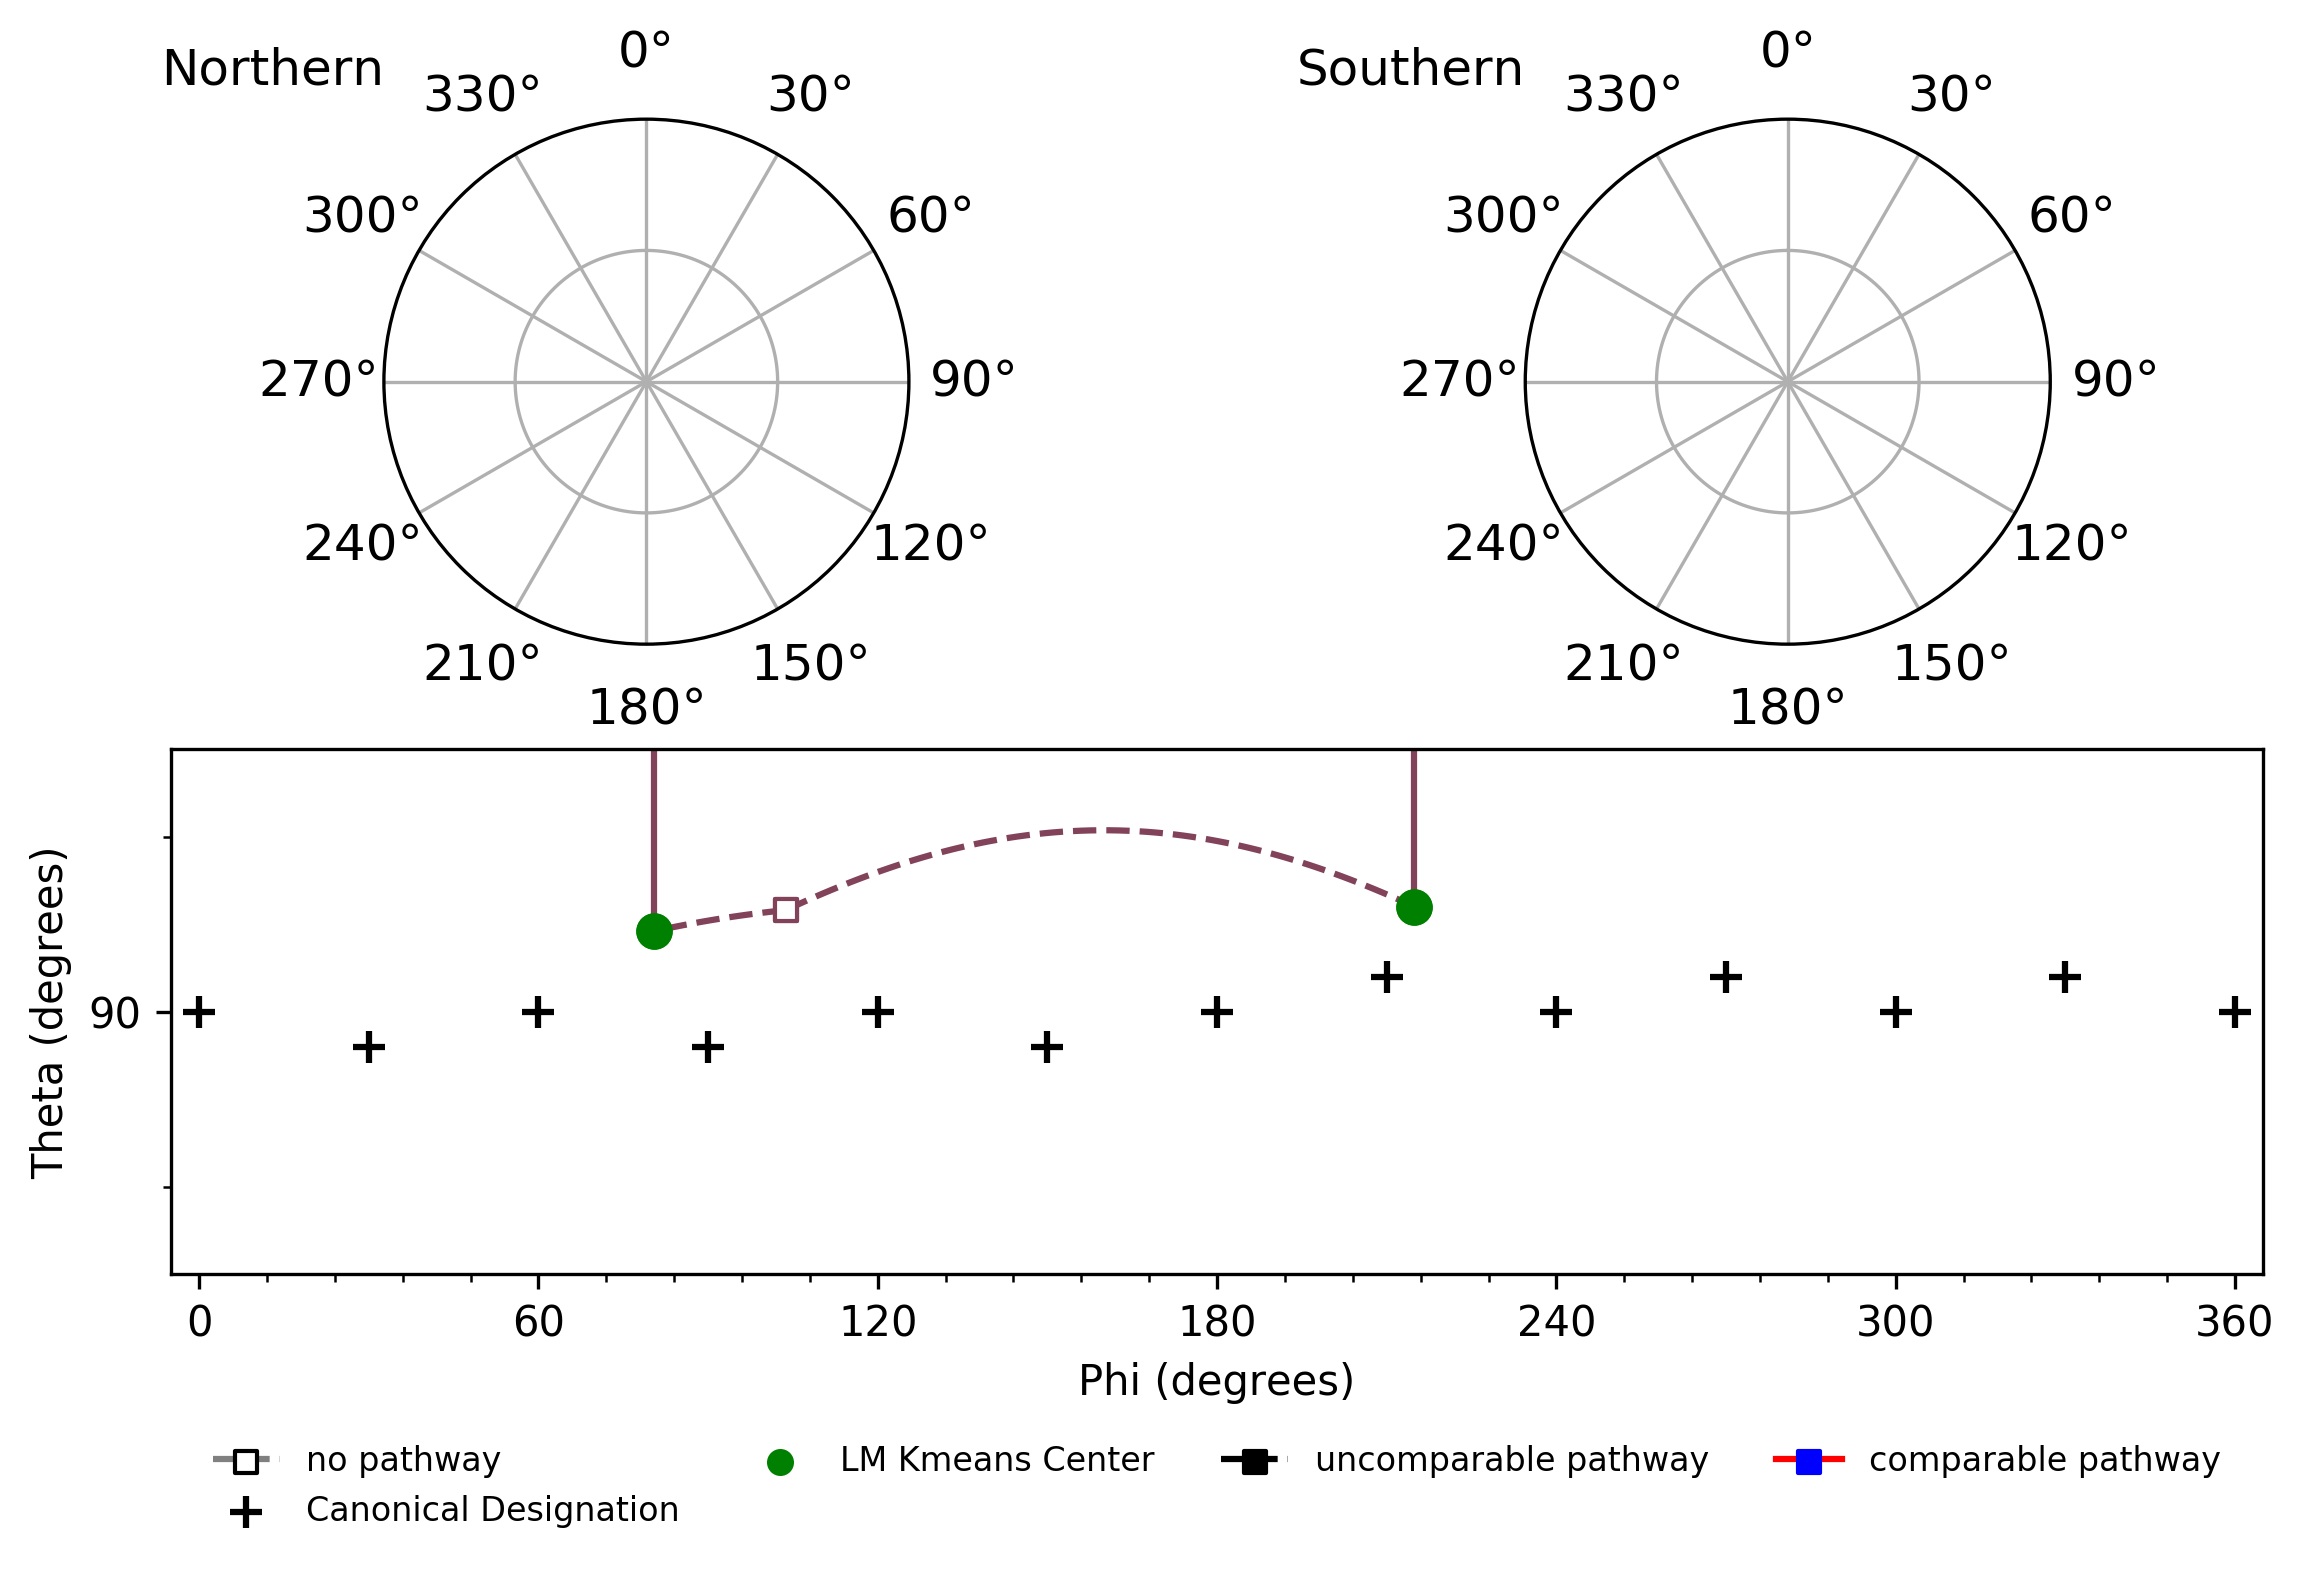 Northern
0°
30°
60°
90°
120°
150°
180°
210°
240°
270°
300°
330°
Southern
0°
30°
60°
90°
120°
150°
180°
210°
240°
270°
300°
330°
Theta (degrees)
90
0 60 120 180 240 300 360
Phi (degrees)
no pathway
Canonical Designation
LM Kmeans Center
uncomparable pathway
comparable pathway